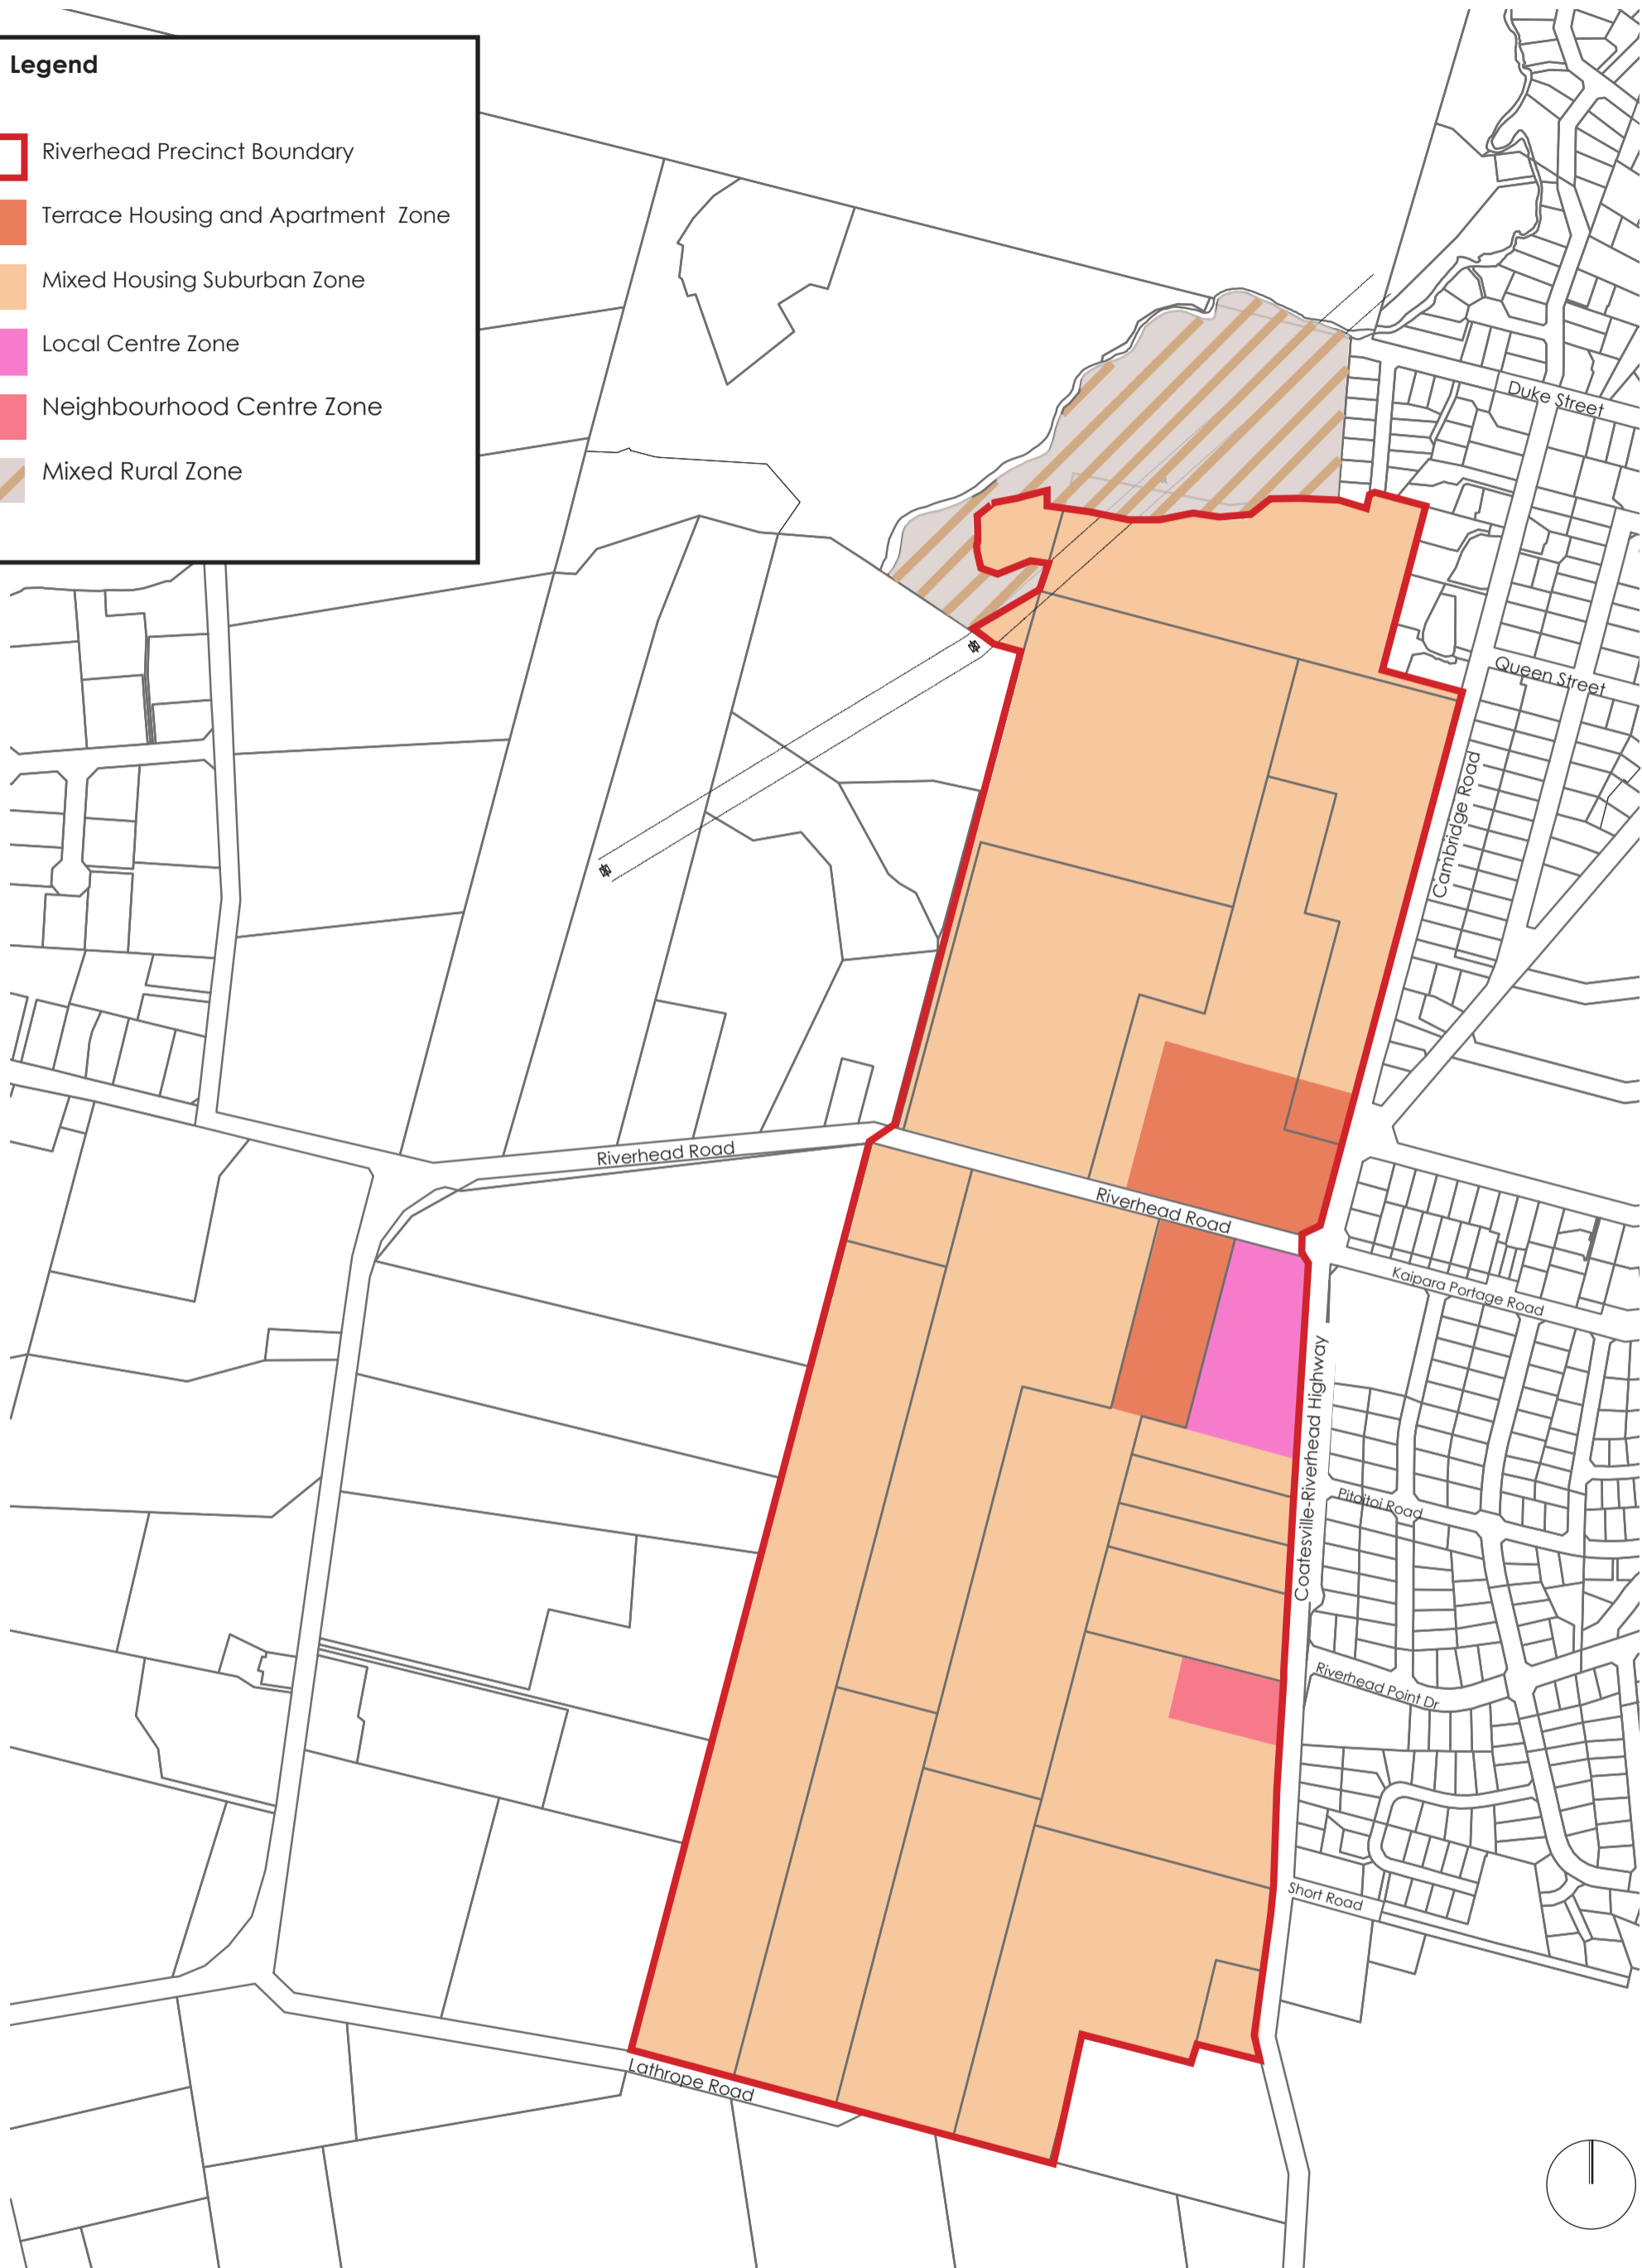 Legend
Riverhead Precinct Boundary
Terrace Housing and Apartment Zone
Mixed Housing Suburban Zone
Local Centre Zone
Neighbourhood Centre Zone
Mixed Rural Zone
Duke Street
Queen Street
Cambridge Road
Riverhead Road
Riverhead Road
Kaipara Portage Road
Coatesville-Riverhead Highway
Pitoitoi Road
Riverhead Point Dr
Short Road
Lathrope Road